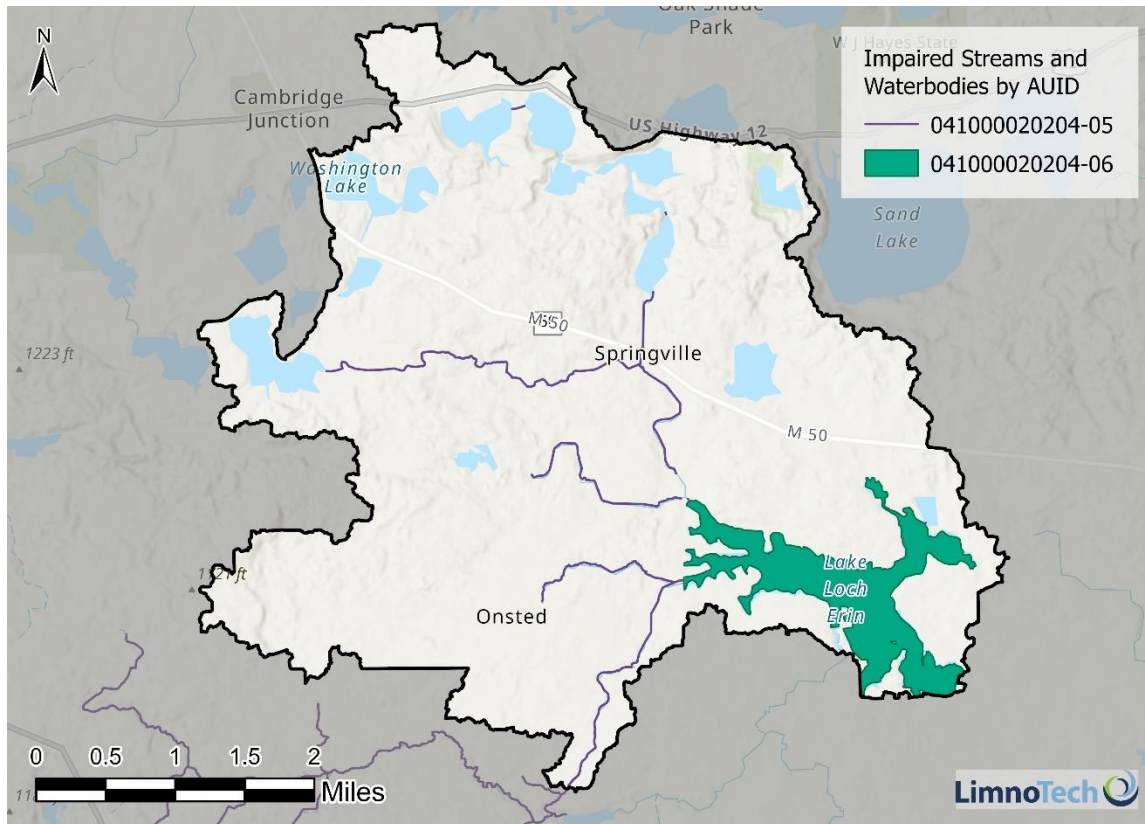 Oak Shade
Park
W J Hayes State
N
Impaired Streams and
Waterbodies by AUID
041000020204-05
041000020204-06
Cambridge
Junction
US Highway 12
Washington
Lake
Sand
Lake
M 50
Springville
1223 ft
M 50
Lake
Loch
Erin
1121 ft
Onsted
0 0.5 1 1.5 2
Miles
LimnoTech